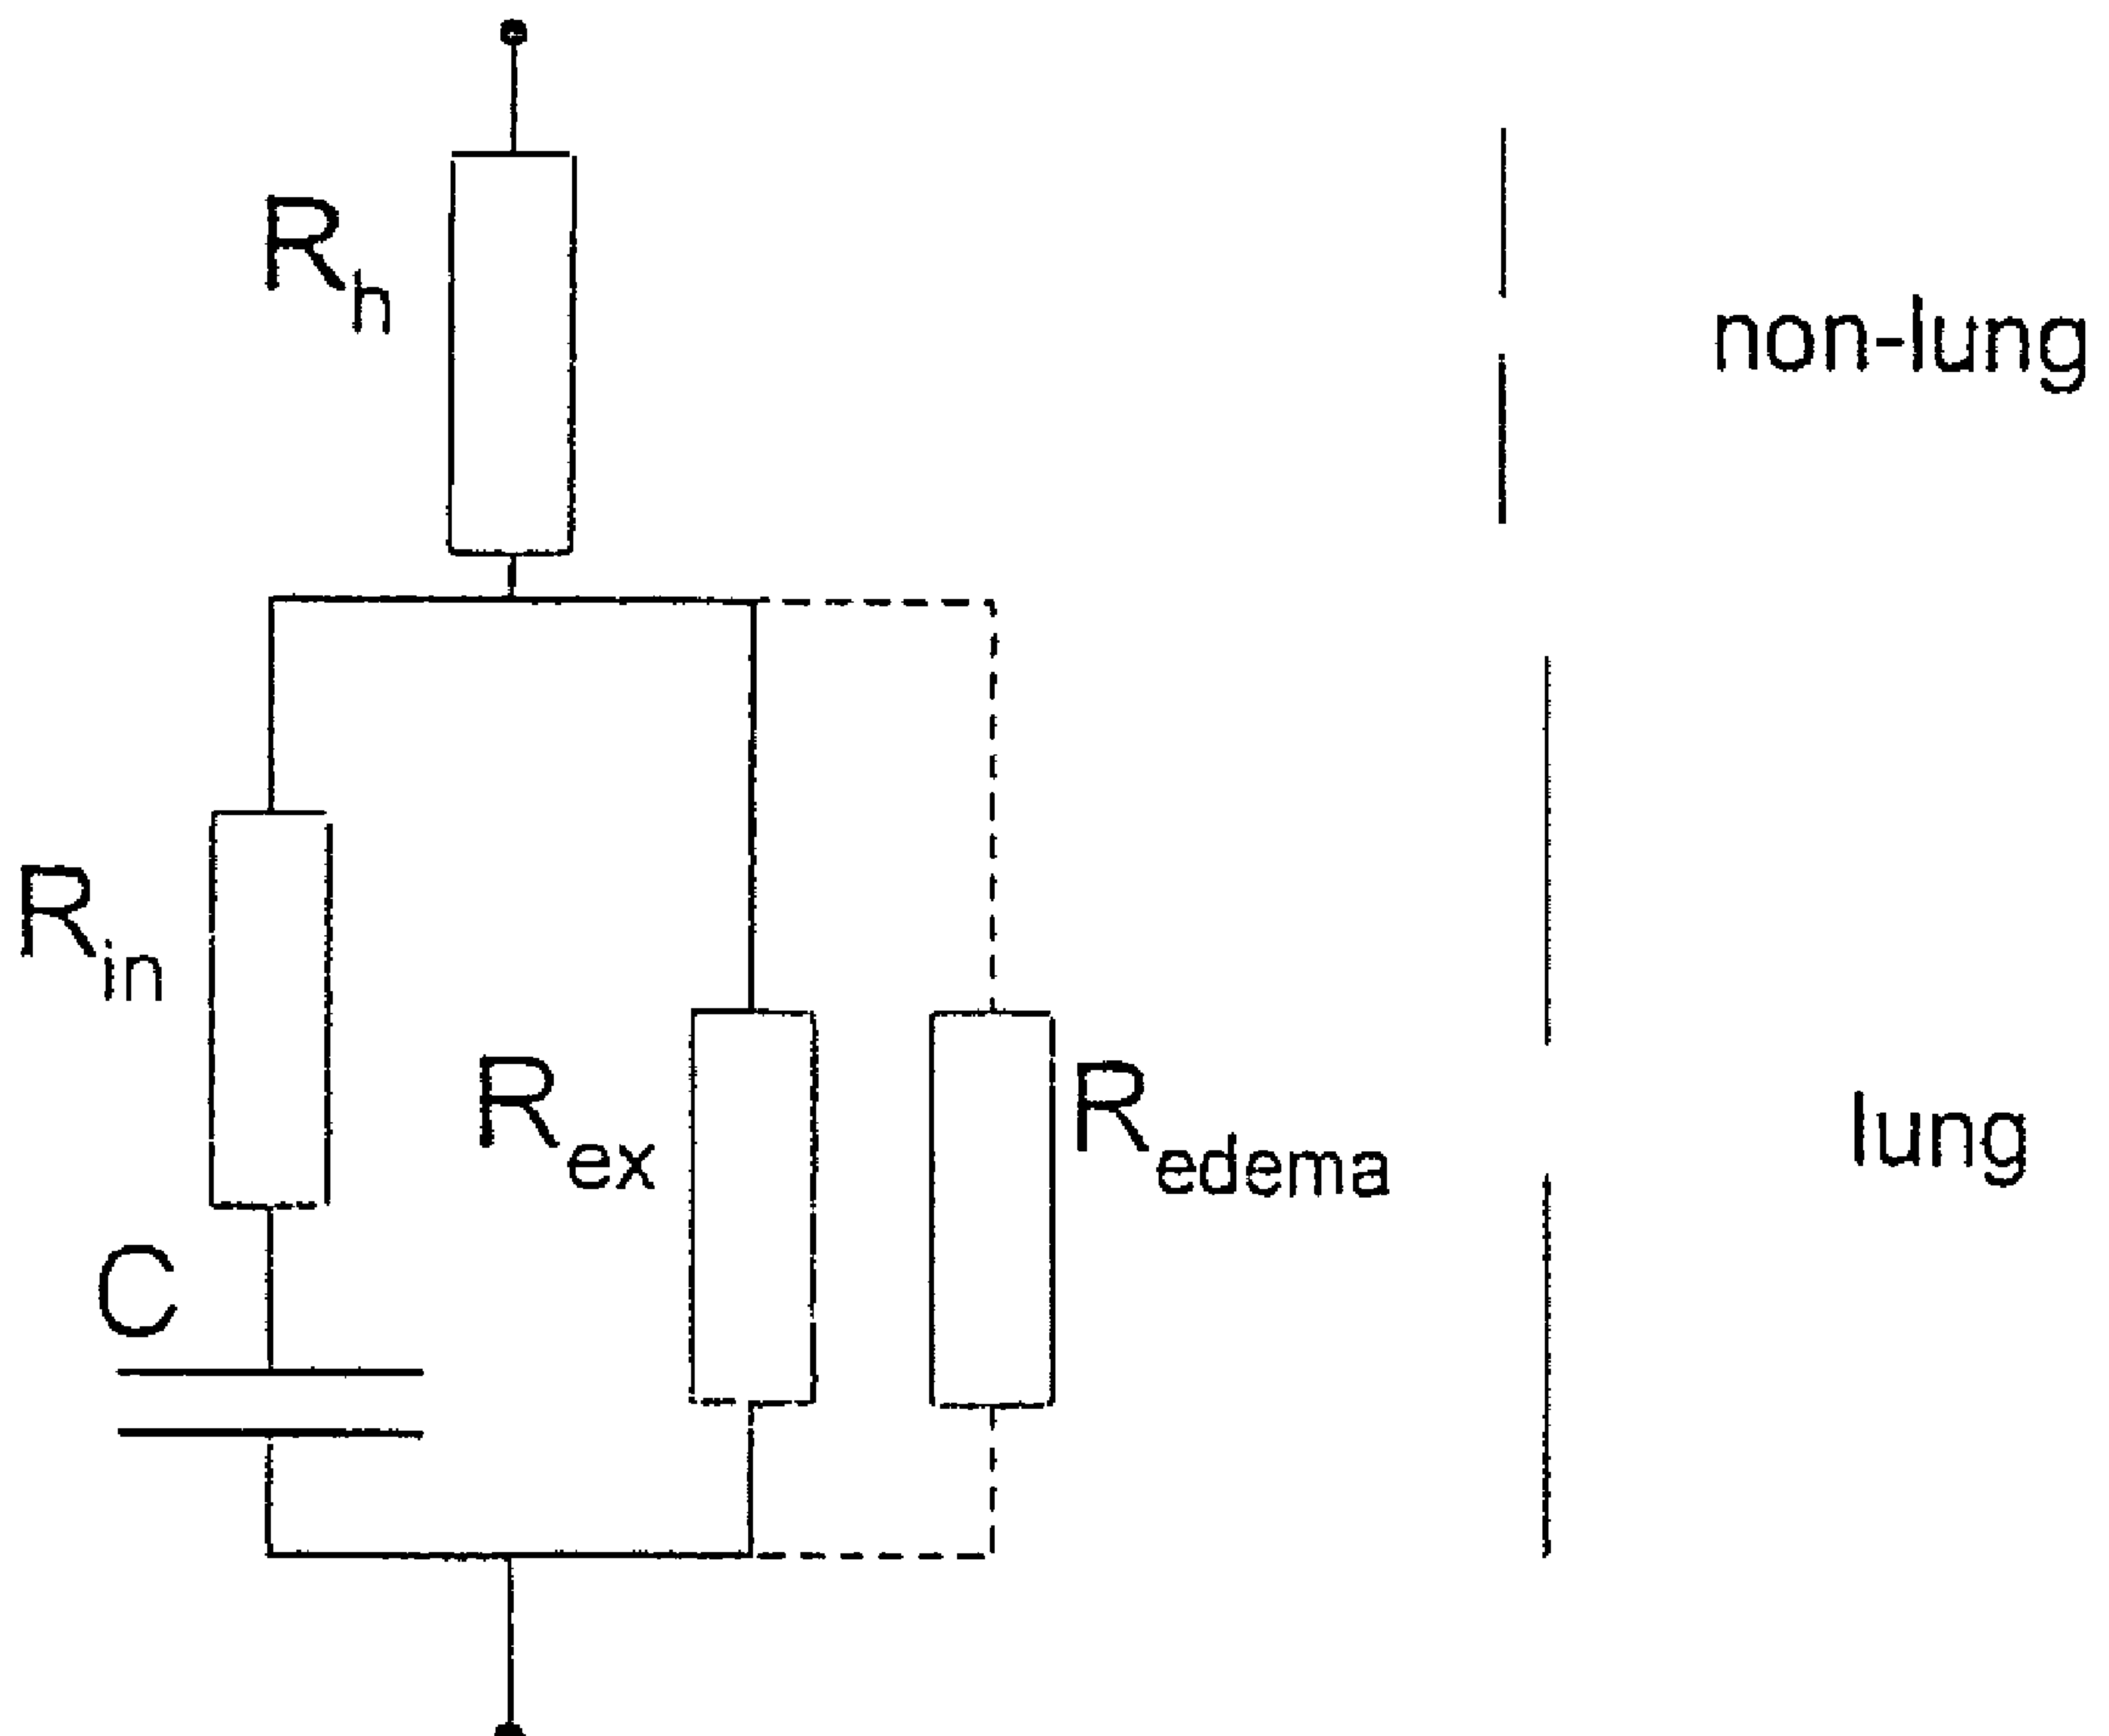 R_h
non-lung
R_in
R_ex
R_edema
lung
C